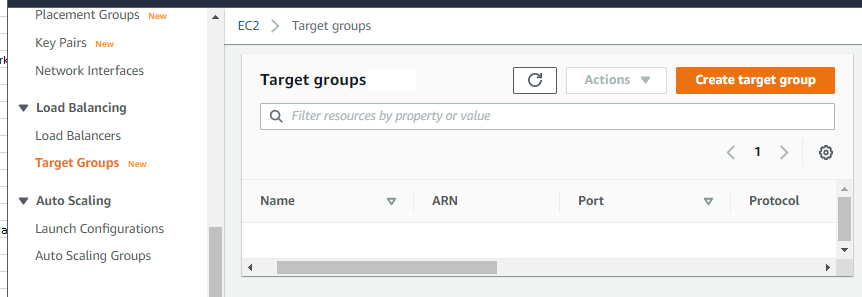 Placement Groups New
Key Pairs New
Network Interfaces
Load Balancing
Load Balancers
Target Groups New
Auto Scaling
Launch Configurations
Auto Scaling Groups
EC2 > Target groups
Target groups
Actions
Create target group
Filter resources by property or value
1
Name ARN Port Protocol